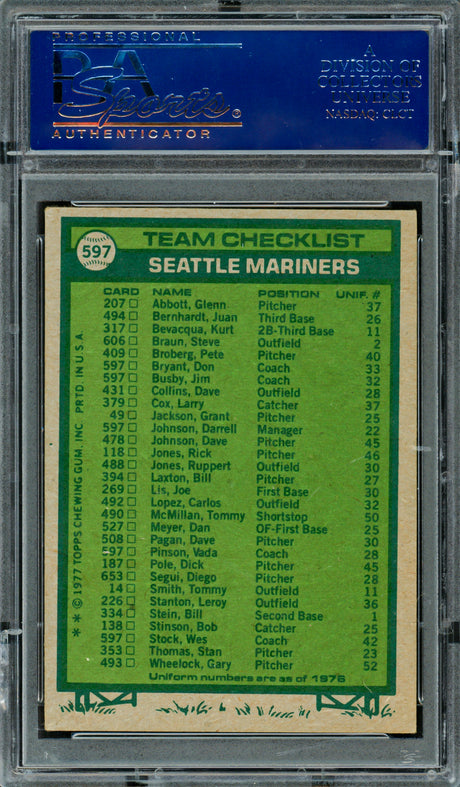 PROFESSIONAL
PSA
Sports®
AUTHENTICATOR
A
DIVISION OF
COLLECTORS
UNIVERSE
NASDAQ: CLCT
597
TEAM CHECKLIST
SEATTLE MARINERS
CARD NAME POSITION UNIF. #
207 □ Abbott, Glenn Pitcher 37
494 □ Bernhardt, Juan Third Base 26
317 □ Bevacqua, Kurt 2B-Third Base 11
606 □ Braun, Steve Outfield 2
409 □ Broberg, Pete Pitcher 40
597 □ Bryant, Don Coach 33
597 □ Busby, Jim Coach 32
431 □ Collins, Dave Outfield 28
379 □ Cox, Larry Catcher 37
49 □ Jackson, Grant Pitcher 25
597 □ Johnson, Darrell Manager 22
478 □ Johnson, Dave Pitcher 45
118 □ Jones, Rick Pitcher 46
488 □ Jones, Ruppert Outfield 30
394 □ Laxton, Bill Pitcher 27
269 □ Lis, Joe First Base 30
492 □ Lopez, Carlos Outfield 32
490 □ McMillan, Tommy Shortstop 50
527 □ Meyer, Dan OF-First Base 25
508 □ Pagan, Dave Pitcher 30
597 □ Pinson, Vada Coach 28
187 □ Pole, Dick Pitcher 45
653 □ Segui, Diego Pitcher 28
14 □ Smith, Tommy Outfield 11
226 □ Stanton, Leroy Outfield 36
334 □ Stein, Bill Second Base 1
138 □ Stinson, Bob Catcher 25
597 □ Stock, Wes Coach 42
353 □ Thomas, Stan Pitcher 23
493 □ Wheelock, Gary Pitcher 52
Uniform numbers are as of 1976
* * © 1977 TOPPS CHEWING GUM, INC. PRTD. IN U.S.A.